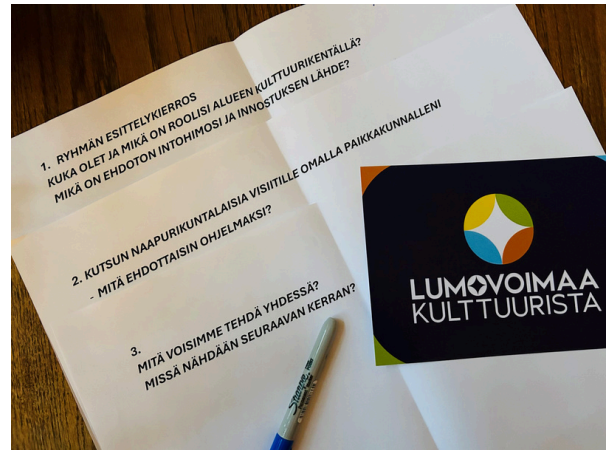 1. RYHMÄN ESITTELYKIERROS
KUKA OLET JA MIKÄ ON ROOLISI ALUEEN KULTTUURIKENTÄLLÄ?
MIKÄ ON EHDOTON INTOHIMOSI JA INNOSTUKSEN LÄHDE?
2. KUTSUN NAAPURIKUNTALAISIA VISIITILLE OMALLA PAIKKAKUNNALLENI
- MITÄ EHDOTTAISIN OHJELMAKSI?
3.
MITÄ VOISIMME TEHDÄ YHDESSÄ?
MISSÄ NÄHDÄÄN SEURAAVAN KERRAN?
LUMOVOIMAA
KULTTUURISTA
Sharpie